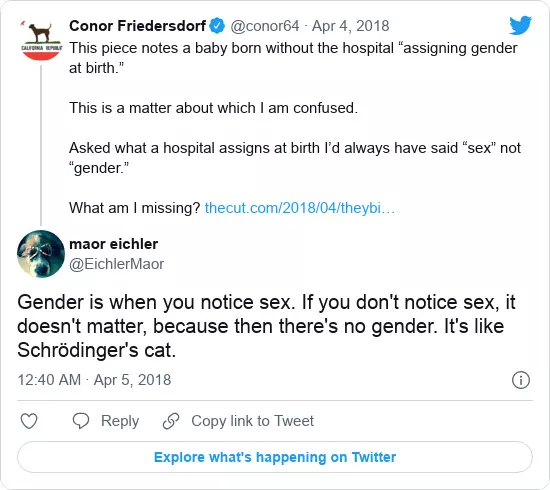 Conor Friedersdorf @conor64 · Apr 4, 2018
This piece notes a baby born without the hospital “assigning gender
at birth.”
This is a matter about which I am confused.
Asked what a hospital assigns at birth I’d always have said “sex” not
“gender.”
What am I missing? thecut.com/2018/04/theybi…
maor eichler
@EichlerMaor
Gender is when you notice sex. If you don't notice sex, it
doesn't matter, because then there's no gender. It's like
Schrödinger's cat.
12:40 AM · Apr 5, 2018
Reply
Copy link to Tweet
Explore what's happening on Twitter